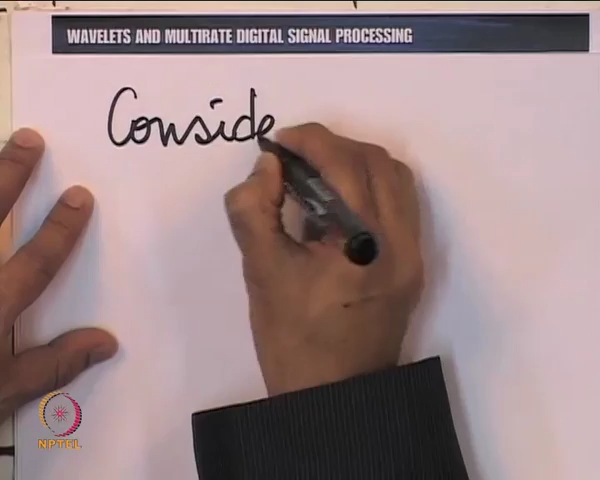 WAVELETS AND MULTIRATE DIGITAL SIGNAL PROCESSING
Conside
NPTEL